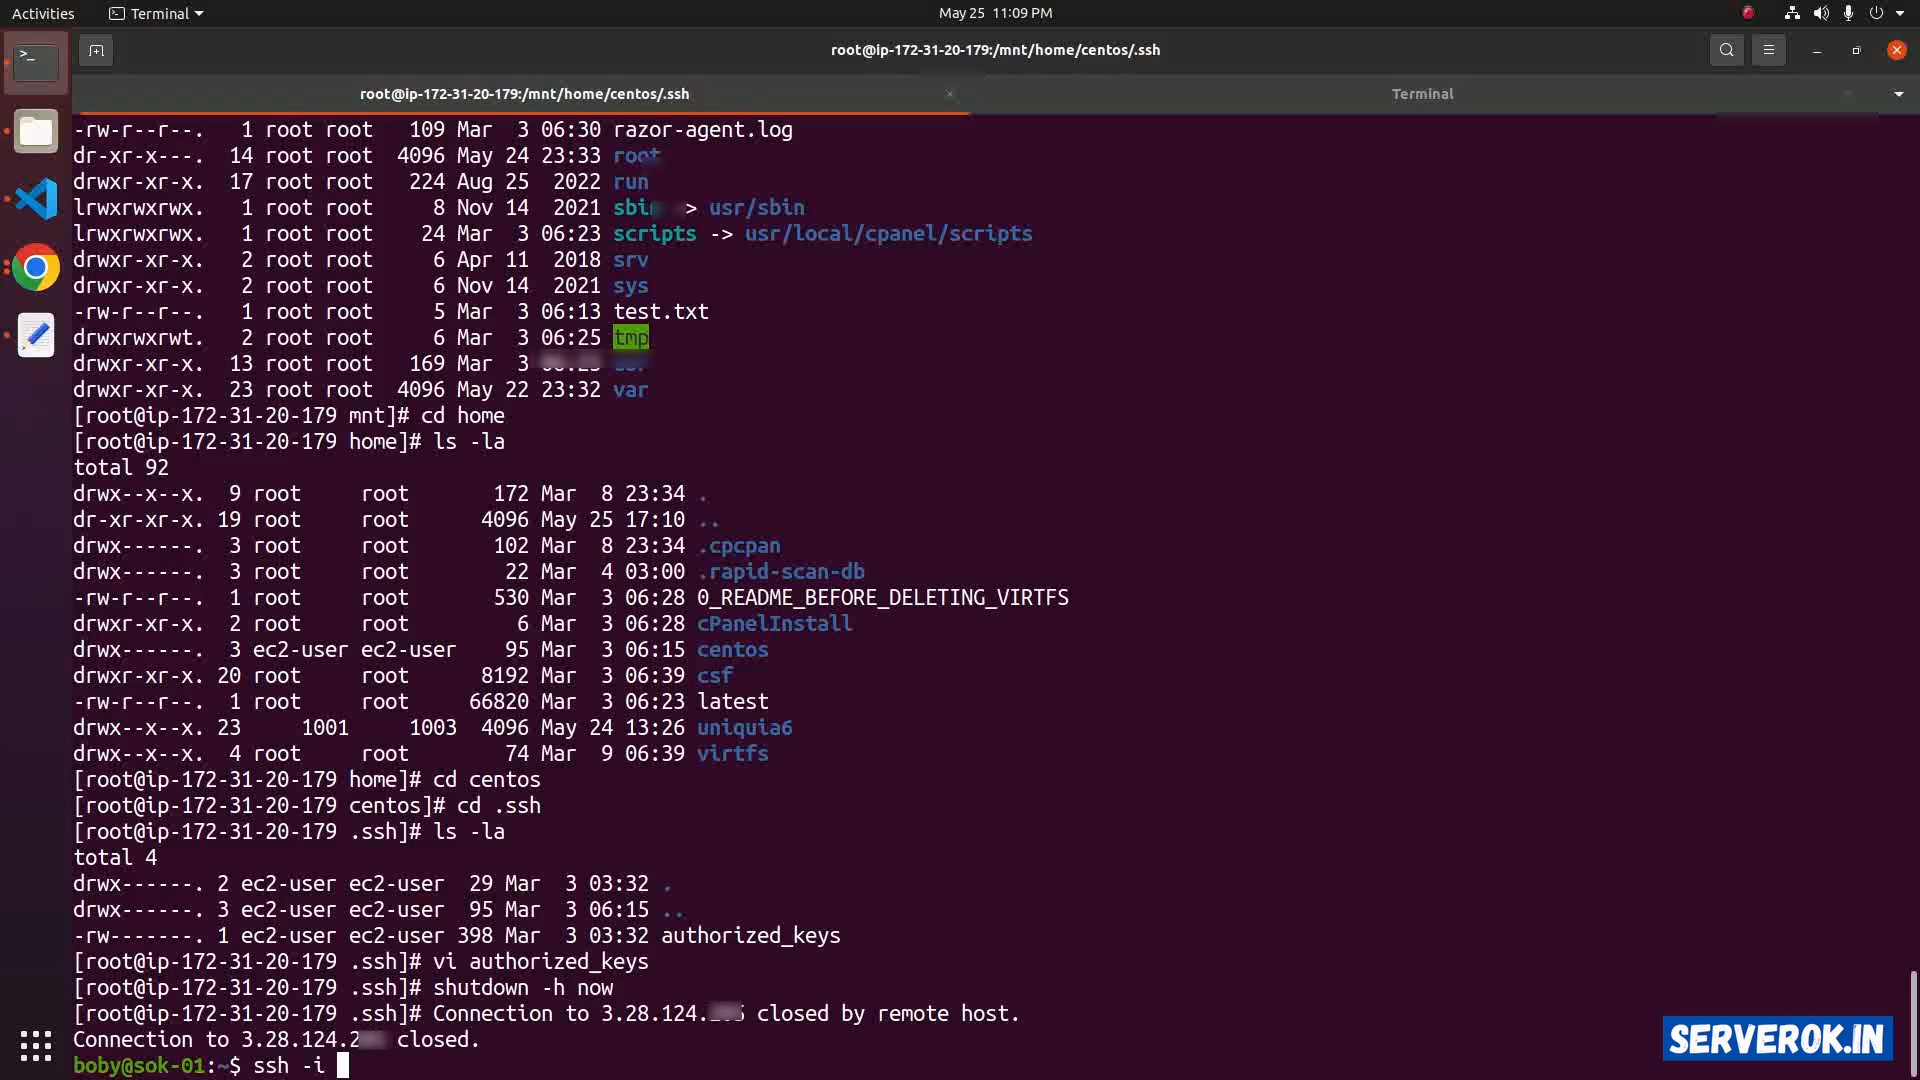 Activities Terminal May 25 11:09 PM
root@ip-172-31-20-179:/mnt/home/centos/.ssh
root@ip-172-31-20-179:/mnt/home/centos/.ssh Terminal
-rw-r--r--. 1 root root 109 Mar 3 06:30 razor-agent.log
dr-xr-x---. 14 root root 4096 May 24 23:33 root
drwxr-xr-x. 17 root root 224 Aug 25 2022 run
lrwxrwxrwx. 1 root root 8 Nov 14 2021 sbin -> usr/sbin
lrwxrwxrwx. 1 root root 24 Mar 3 06:23 scripts -> usr/local/cpanel/scripts
drwxr-xr-x. 2 root root 6 Apr 11 2018 srv
drwxr-xr-x. 2 root root 6 Nov 14 2021 sys
-rw-r--r--. 1 root root 5 Mar 3 06:13 test.txt
drwxrwxrwt. 2 root root 6 Mar 3 06:25 tmp
drwxr-xr-x. 13 root root 169 Mar 3
drwxr-xr-x. 23 root root 4096 May 22 23:32 var
[root@ip-172-31-20-179 mnt]# cd home
[root@ip-172-31-20-179 home]# ls -la
total 92
drwx--x--x. 9 root root 172 Mar 8 23:34 .
dr-xr-xr-x. 19 root root 4096 May 25 17:10 ..
drwx------. 3 root root 102 Mar 8 23:34 .cpcpan
drwx------. 3 root root 22 Mar 4 03:00 .rapid-scan-db
-rw-r--r--. 1 root root 530 Mar 3 06:28 0_README_BEFORE_DELETING_VIRTFS
drwxr-xr-x. 2 root root 6 Mar 3 06:28 cPanelInstall
drwx------. 3 ec2-user ec2-user 95 Mar 3 06:15 centos
drwxr-xr-x. 20 root root 8192 Mar 3 06:39 csf
-rw-r--r--. 1 root root 66820 Mar 3 06:23 latest
drwx--x--x. 23 1001 1003 4096 May 24 13:26 uniquia6
drwx--x--x. 4 root root 74 Mar 9 06:39 virtfs
[root@ip-172-31-20-179 home]# cd centos
[root@ip-172-31-20-179 centos]# cd .ssh
[root@ip-172-31-20-179 .ssh]# ls -la
total 4
drwx------. 2 ec2-user ec2-user 29 Mar 3 03:32 .
drwx------. 3 ec2-user ec2-user 95 Mar 3 06:15 ..
-rw-------. 1 ec2-user ec2-user 398 Mar 3 03:32 authorized_keys
[root@ip-172-31-20-179 .ssh]# vi authorized_keys
[root@ip-172-31-20-179 .ssh]# shutdown -h now
[root@ip-172-31-20-179 .ssh]# Connection to closed by remote host.
Connection to closed.
boby@sok-01:~$ ssh -i
SERVEROK.IN